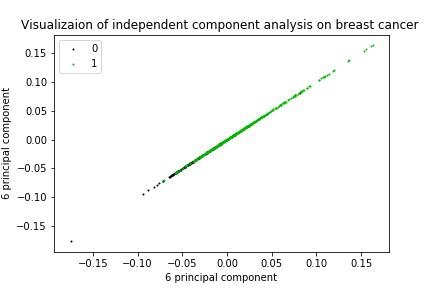 Visualizaion of independent component analysis on breast cancer
0
1
0.15
0.10
0.05
0.00
−0.05
−0.10
−0.15
6 principal component
−0.15 −0.10 −0.05 0.00 0.05 0.10 0.15
6 principal component